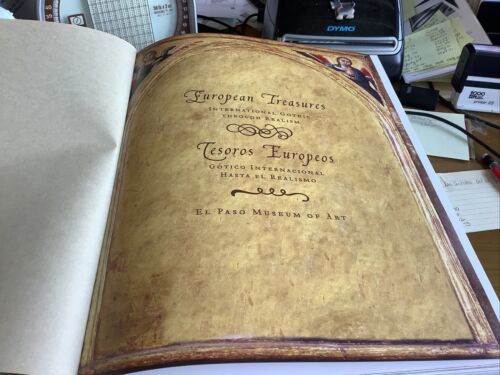 European Treasures
International Gothic
through Realism
Tesoros Europeos
Gótico Internacional
Hasta el Realismo
El Paso Museum of Art
DYMO